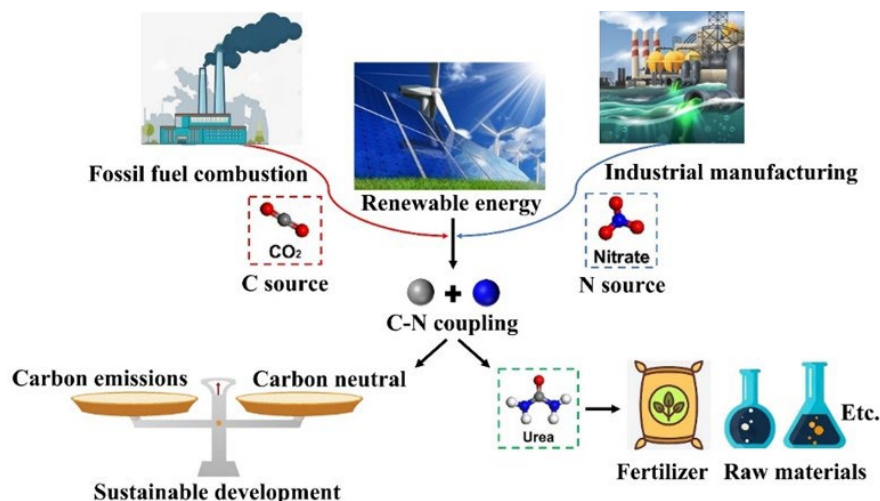 Fossil fuel combustion
Renewable energy
Industrial manufacturing
CO₂
C source
Nitrate
N source
C-N coupling
Carbon emissions
Carbon neutral
Sustainable development
Urea
Fertilizer
Raw materials
Etc.